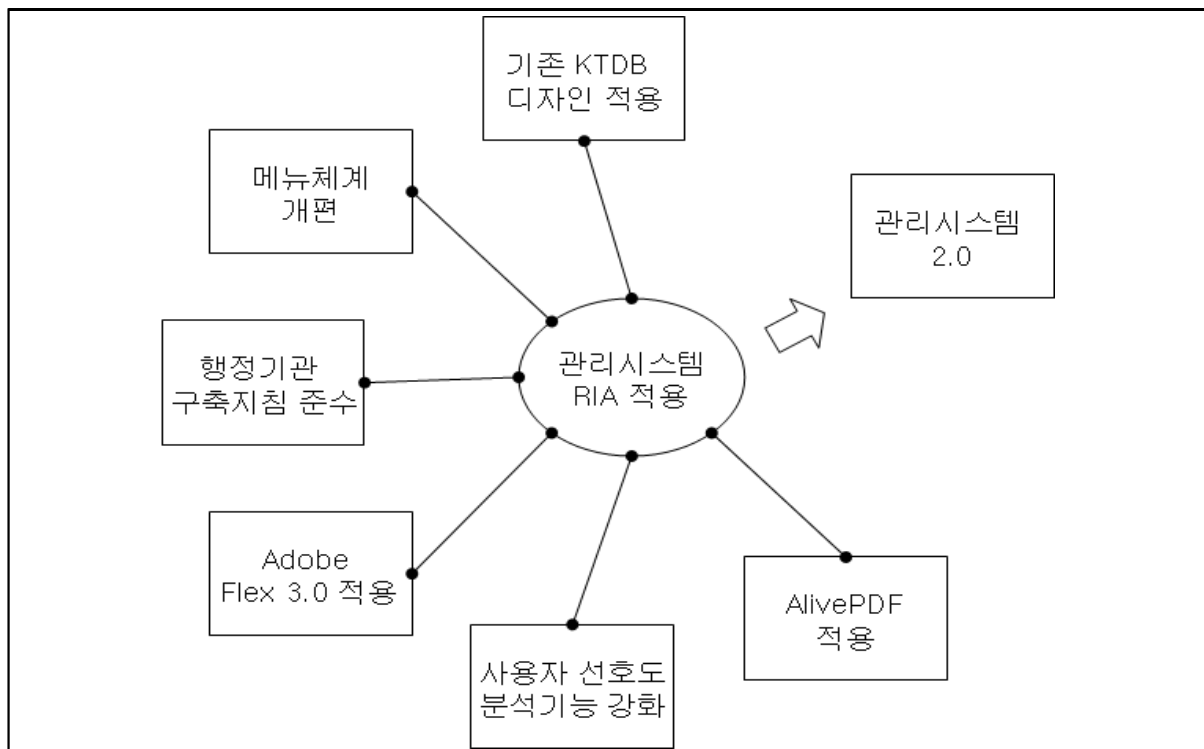 기존 KTDB
디자인 적용
메뉴체계
개편
관리시스템
2.0
행정기관
구축지침 준수
관리시스템
RIA 적용
Adobe
Flex 3.0 적용
AlivePDF
적용
사용자 선호도
분석기능 강화